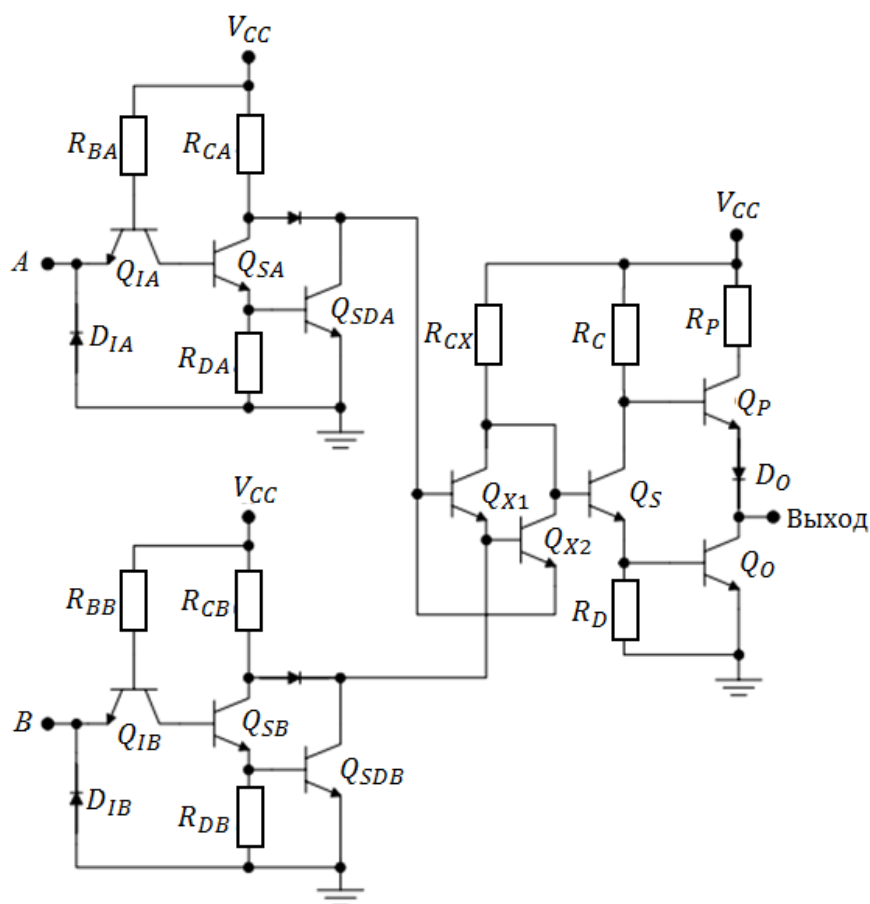 V_CC
R_BA
R_CA
A
Q_IA
Q_SA
D_IA
R_DA
Q_SDA
V_CC
R_BB
R_CB
B
Q_IB
Q_SB
D_IB
R_DB
Q_SDB
R_CX
Q_X1
Q_X2
V_CC
R_C
R_P
Q_P
Q_S
D_O
Выход
R_D
Q_O